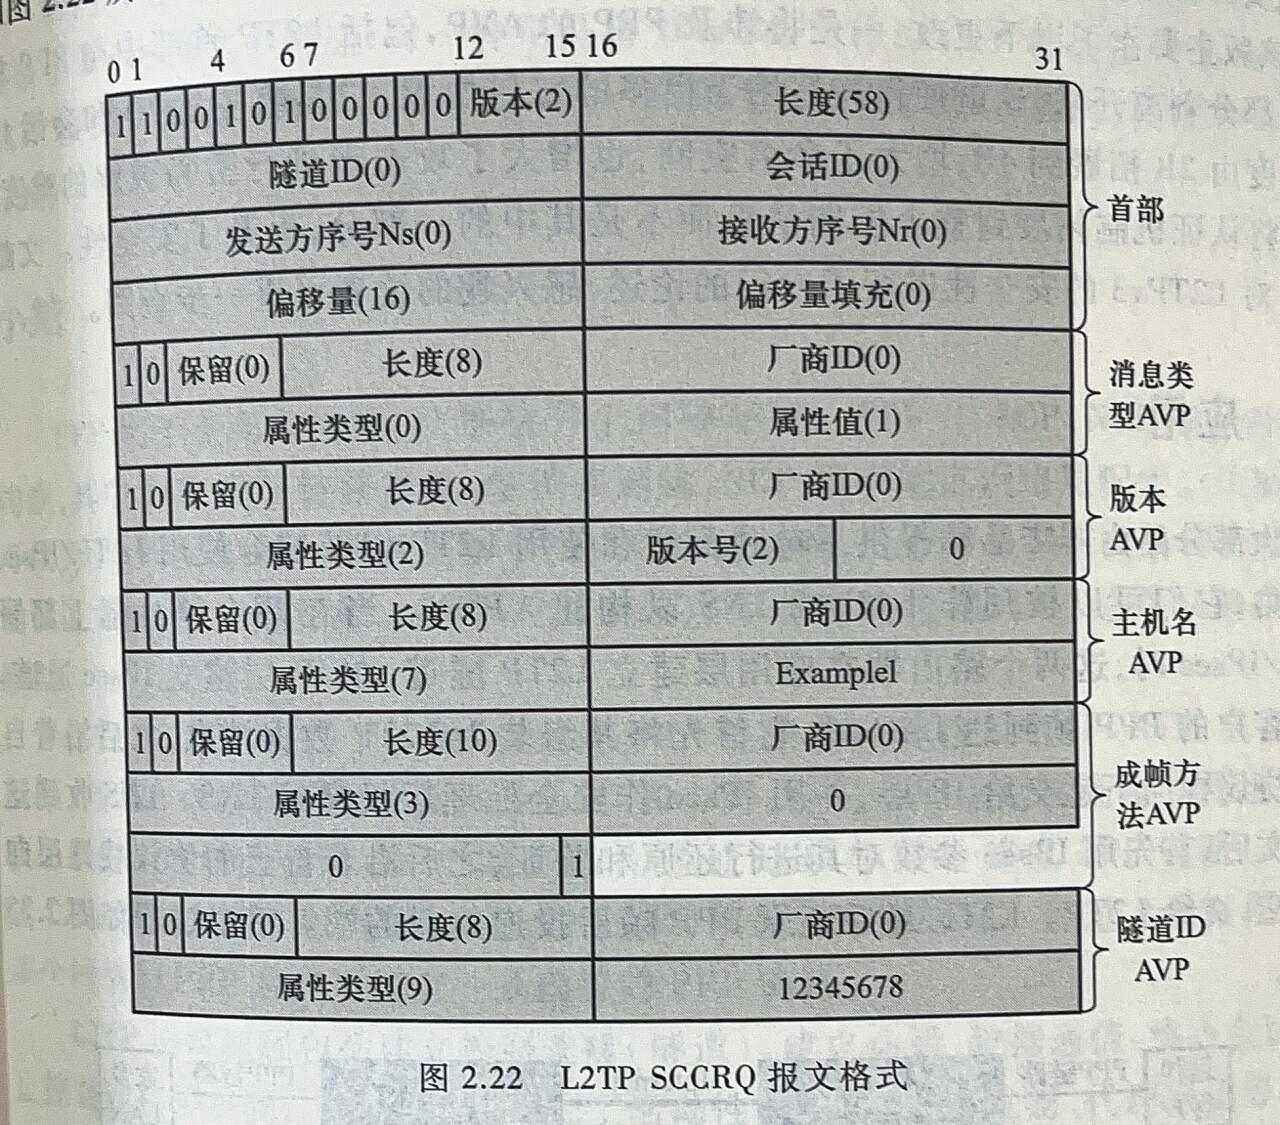 图 2.22
0 1 4 6 7 12 15 16 31
1 1 0 0 1 0 1 0 0 0 0 0 版本(2) 长度(58)
隧道ID(0) 会话ID(0)
首部
发送方序号Ns(0) 接收方序号Nr(0)
偏移量(16) 偏移量填充(0)
1 0 保留(0) 长度(8) 厂商ID(0)
消息类
型AVP
属性类型(0) 属性值(1)
1 0 保留(0) 长度(8) 厂商ID(0)
版本
AVP
属性类型(2) 版本号(2) 0
1 0 保留(0) 长度(8) 厂商ID(0)
主机名
AVP
属性类型(7) Examplel
1 0 保留(0) 长度(10) 厂商ID(0)
成帧方
法AVP
属性类型(3) 0
0 1
1 0 保留(0) 长度(8) 厂商ID(0)
隧道ID
AVP
属性类型(9) 12345678
图 2.22 L2TP SCCRQ 报文格式